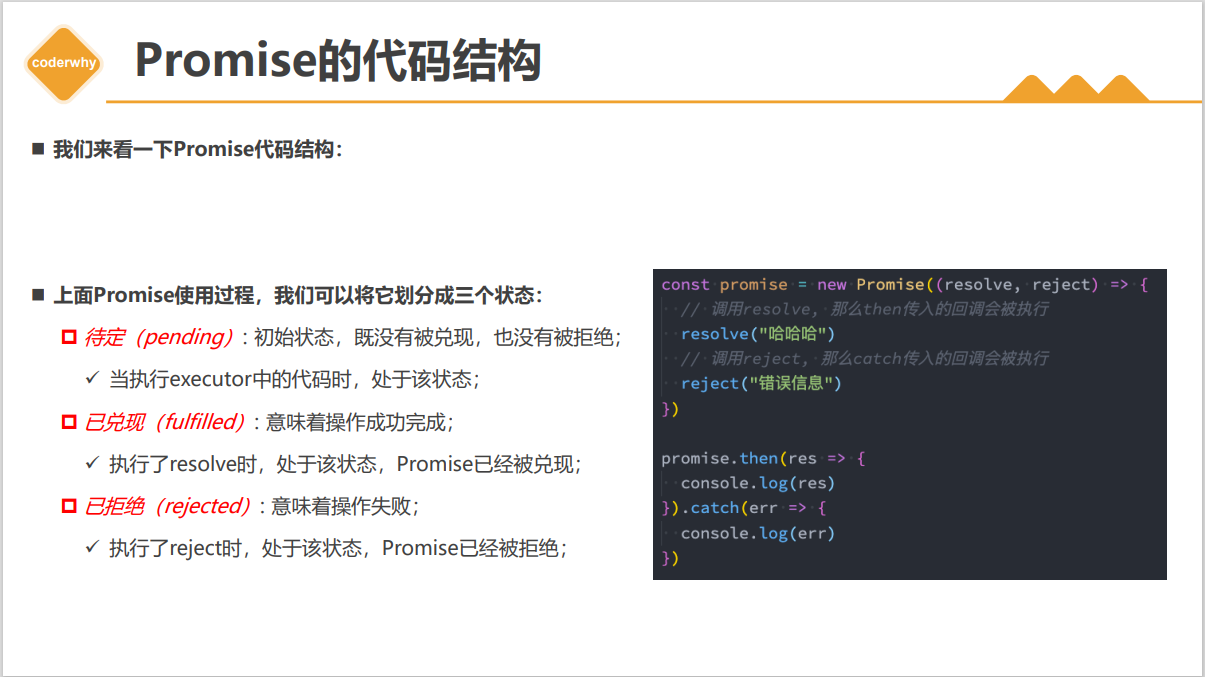 coderwhy
Promise的代码结构
■ 我们来看一下Promise代码结构：
■ 上面Promise使用过程，我们可以将它划分成三个状态：
待定（pending）: 初始状态，既没有被兑现，也没有被拒绝；
✓ 当执行executor中的代码时，处于该状态；
已兑现（fulfilled）: 意味着操作成功完成；
✓ 执行了resolve时，处于该状态，Promise已经被兑现；
已拒绝（rejected）: 意味着操作失败；
✓ 执行了reject时，处于该状态，Promise已经被拒绝；
const promise = new Promise((resolve, reject) => {
  // 调用resolve, 那么then传入的回调会被执行
  resolve("哈哈哈")
  // 调用reject, 那么catch传入的回调会被执行
  reject("错误信息")
})
promise.then(res => {
  console.log(res)
}).catch(err => {
  console.log(err)
})